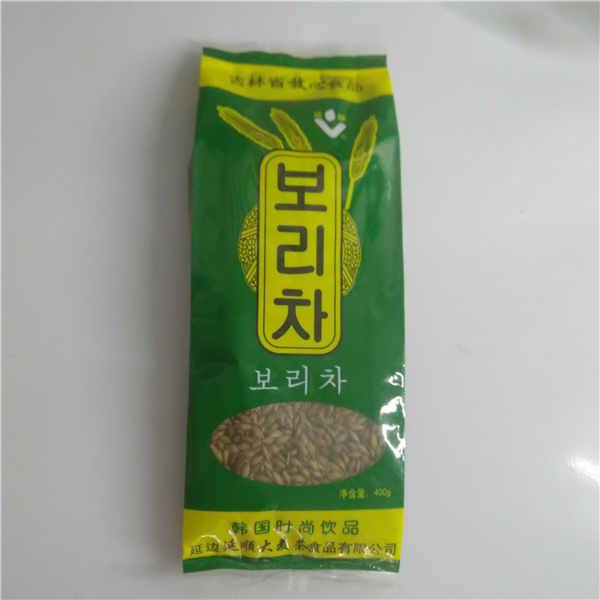 吉林省放心食品
보리차
보리차
净含量: 400g
韩国时尚饮品
延边延顺大麦茶食品有限公司